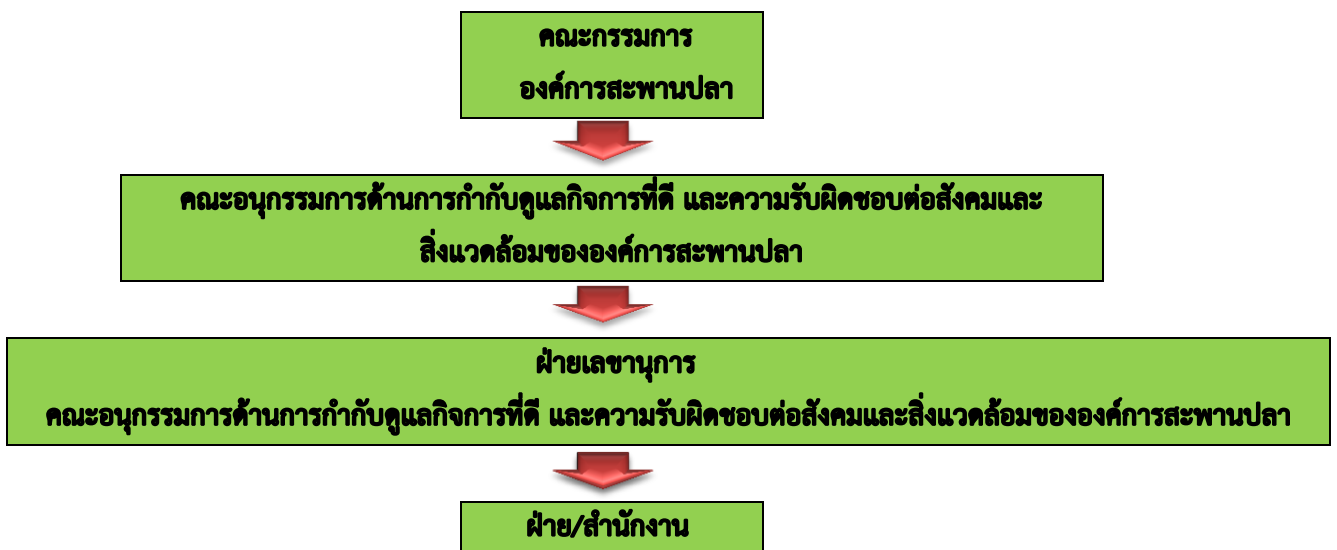 คณะกรรมการ
องค์การสะพานปลา
คณะอนุกรรมการด้านการกำกับดูแลกิจการที่ดี และความรับผิดชอบต่อสังคมและ
สิ่งแวดล้อมขององค์การสะพานปลา
ฝ่ายเลขานุการ
คณะอนุกรรมการด้านการกำกับดูแลกิจการที่ดี และความรับผิดชอบต่อสังคมและสิ่งแวดล้อมขององค์การสะพานปลา
ฝ่าย/สำนักงาน